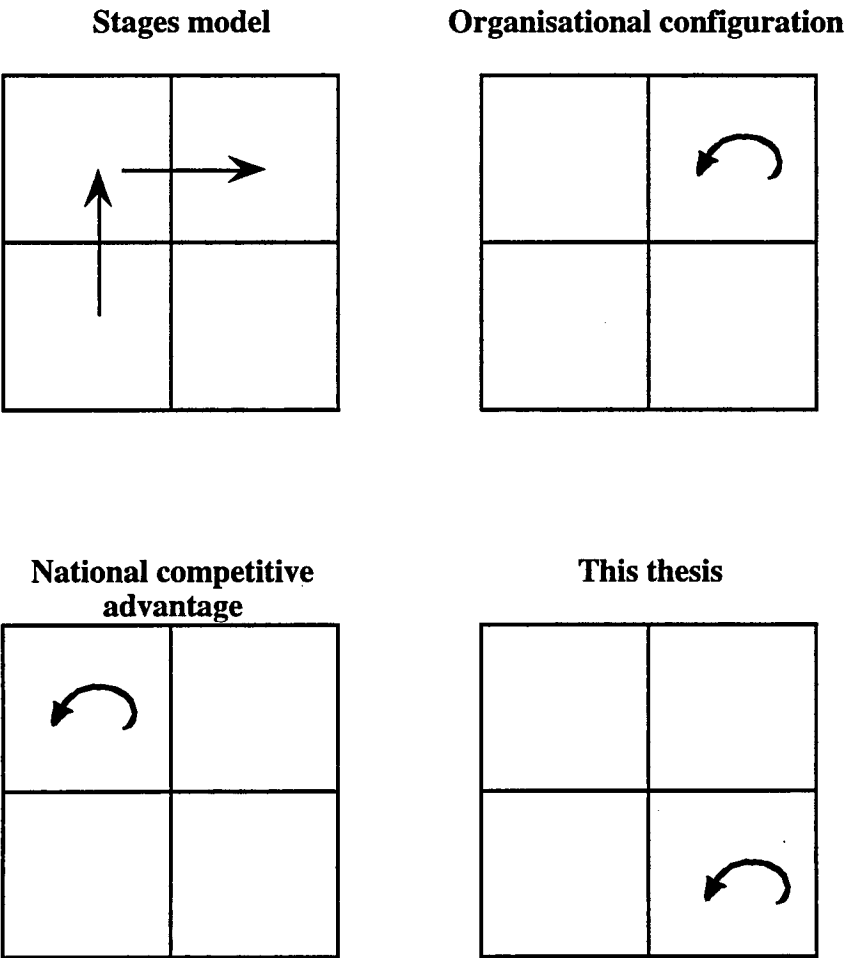 Stages model
Organisational configuration
National competitive
advantage
This thesis